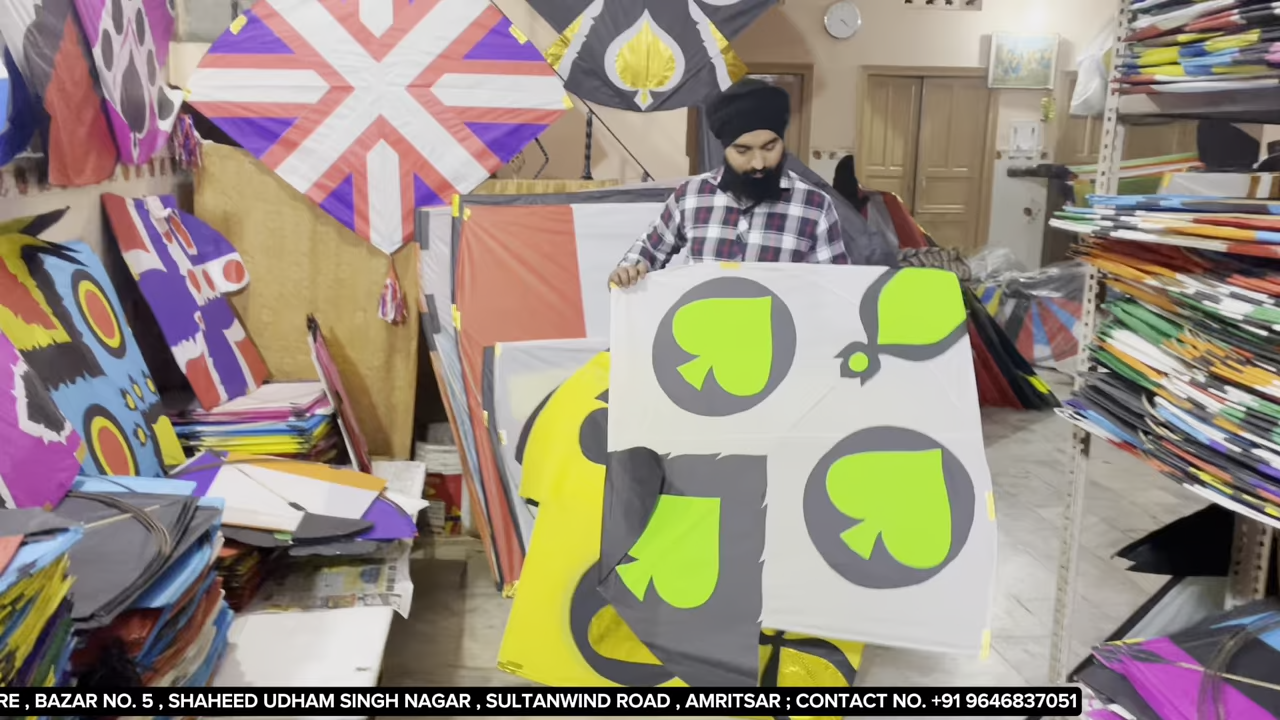 RE , BAZAR NO. 5 , SHAHEED UDHAM SINGH NAGAR , SULTANWIND ROAD , AMRITSAR ; CONTACT NO. +91 9646837051